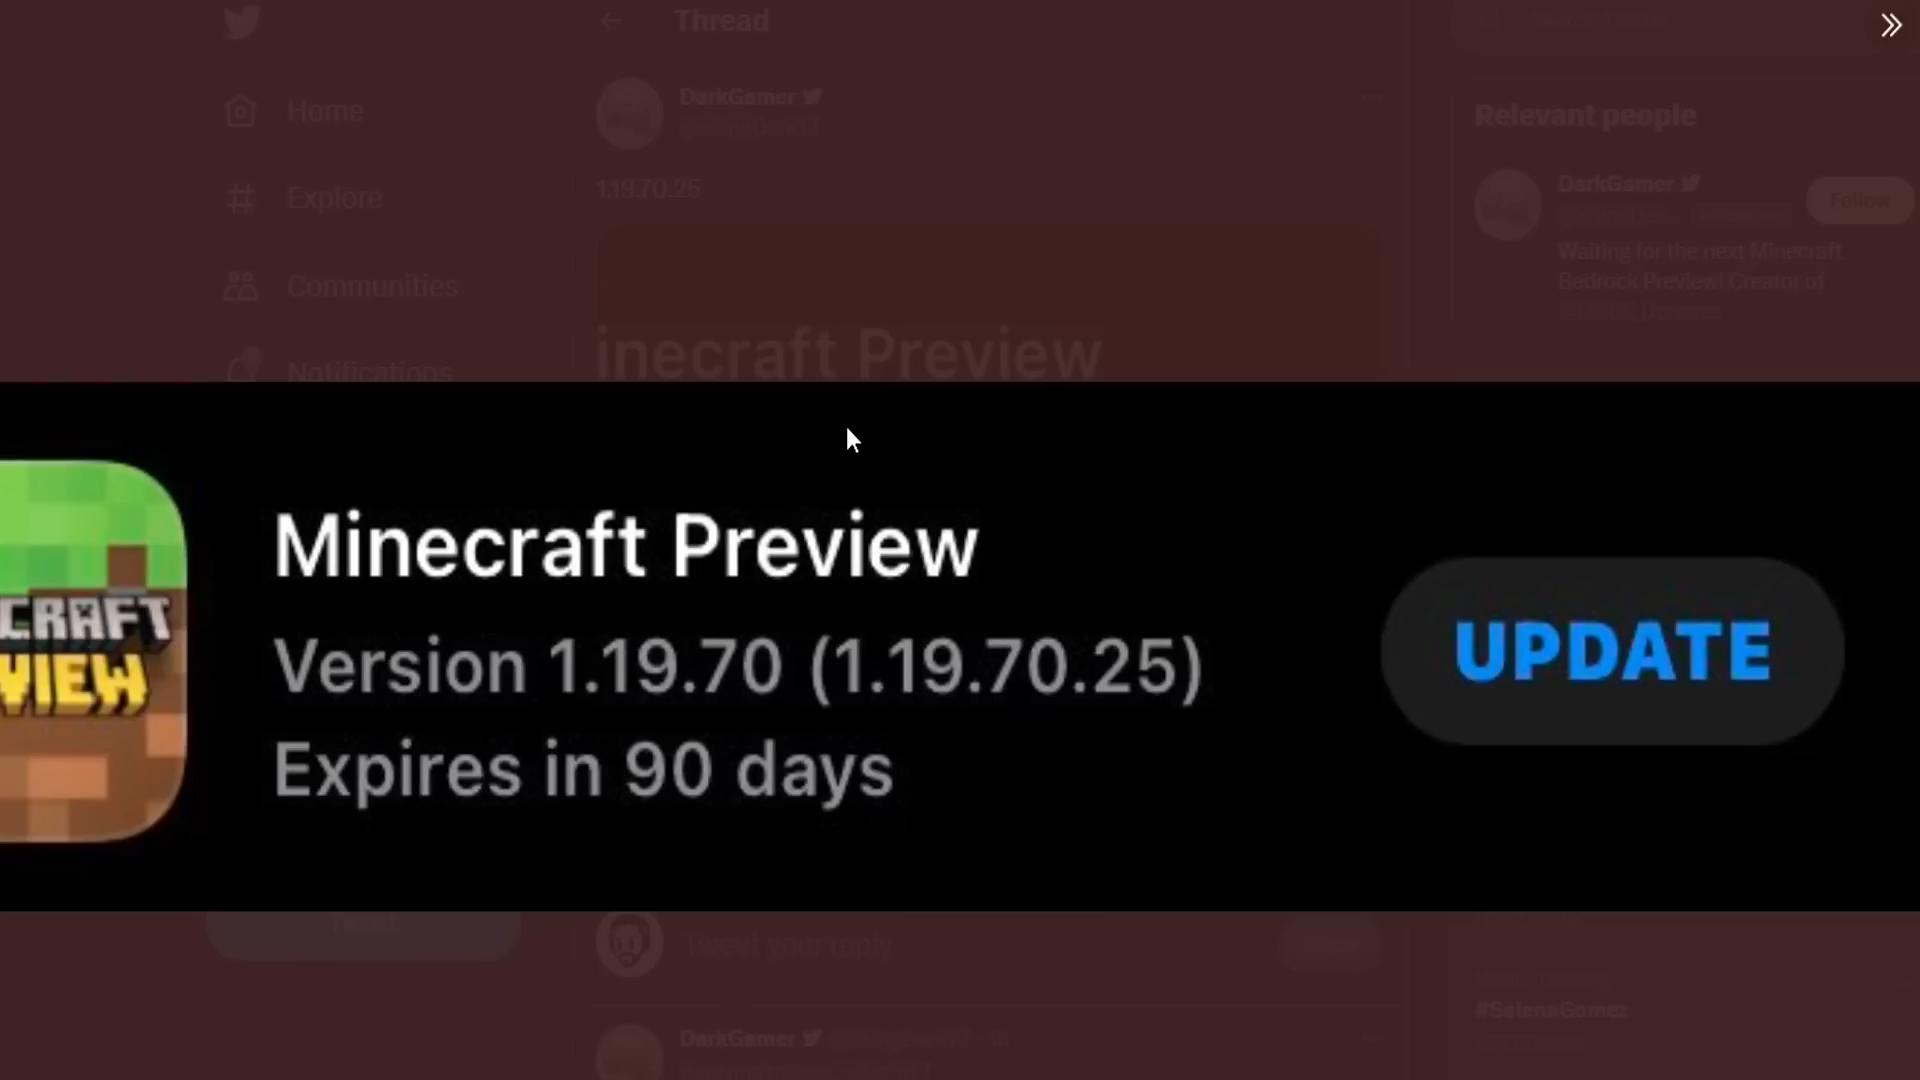 Thread
Home
Explore
Communities
Notifications
DarkGamer
1.19.70.25
inecraft Preview
Relevant people
DarkGamer
Follow
Waiting for the next Minecraft
Bedrock Preview! Creator of
CRAFT
VIEW
Minecraft Preview
Version 1.19.70 (1.19.70.25)
Expires in 90 days
UPDATE
Tweet
Tweet your reply
DarkGamer
#SelenaGomez